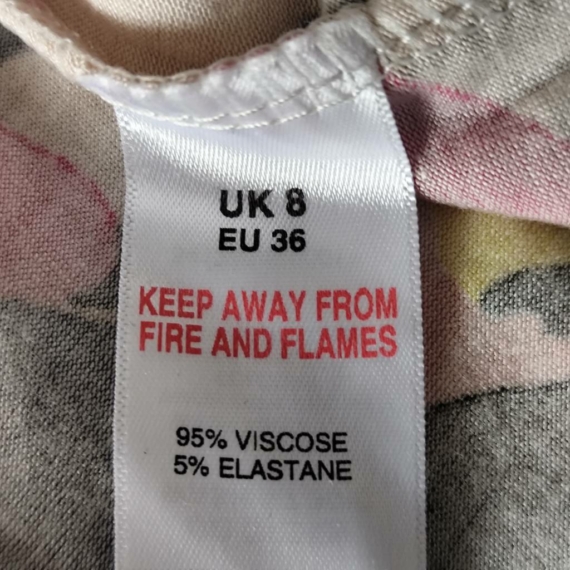 UK 8
EU 36
KEEP AWAY FROM
FIRE AND FLAMES
95% VISCOSE
5% ELASTANE